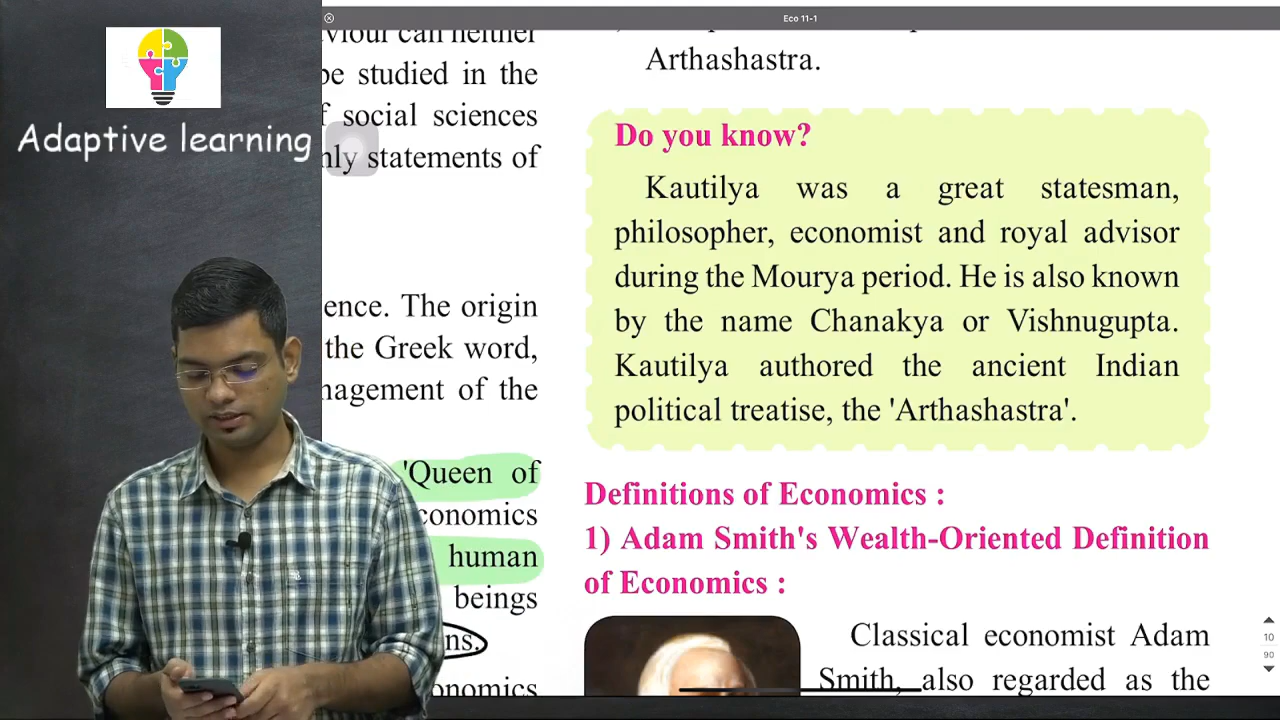 Adaptive learning
Eco 11-1
viour can neither
be studied in the
f social sciences
nly statements of
ence. The origin
the Greek word,
nagement of the
'Queen of
conomics
human
beings
ns.
onomics
Arthashastra.
Do you know?
Kautilya was a great statesman,
philosopher, economist and royal advisor
during the Mourya period. He is also known
by the name Chanakya or Vishnugupta.
Kautilya authored the ancient Indian
political treatise, the 'Arthashastra'.
Definitions of Economics :
1) Adam Smith's Wealth-Oriented Definition
of Economics :
Classical economist Adam
Smith, also regarded as the
10
90